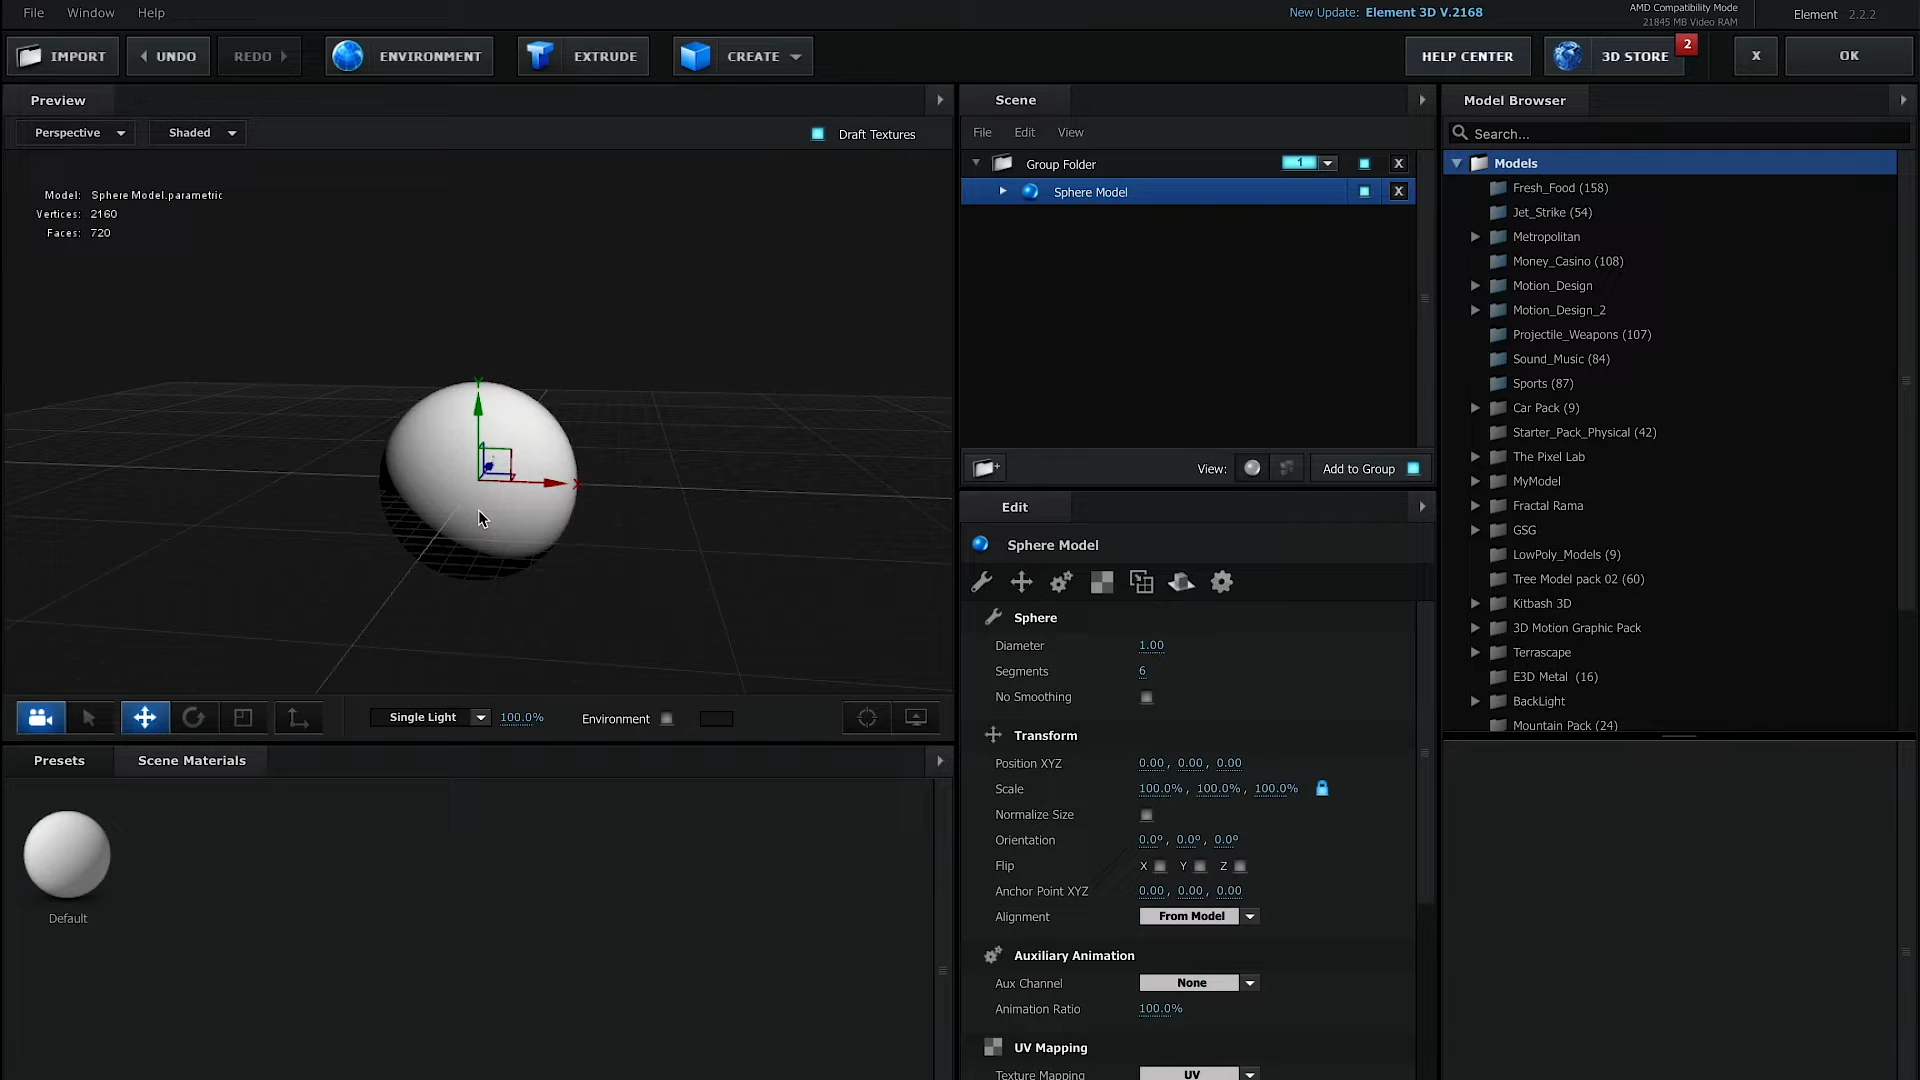 File Window Help
New Update: Element 3D V.2168
AMD Compatibility Mode
21845 MB Video RAM
Element 2.2.2
IMPORT
UNDO
REDO
ENVIRONMENT
EXTRUDE
CREATE
HELP CENTER
3D STORE
2
X
OK
Preview
Perspective
Shaded
Draft Textures
Model: Sphere Model.parametric
Vertices: 2160
Faces: 720
Y
X
Single Light
100.0%
Environment
Presets
Scene Materials
Default
Scene
File Edit View
Group Folder
1
X
Sphere Model
X
View:
Add to Group
Edit
Sphere Model
Sphere
Diameter 1.00
Segments 6
No Smoothing
Transform
Position XYZ 0.00, 0.00, 0.00
Scale 100.0%, 100.0%, 100.0%
Normalize Size
Orientation 0.0º, 0.0º, 0.0º
Flip X Y Z
Anchor Point XYZ 0.00, 0.00, 0.00
Alignment From Model
Auxiliary Animation
Aux Channel None
Animation Ratio 100.0%
UV Mapping
Texture Mapping UV
Model Browser
Search...
Models
Fresh_Food (158)
Jet_Strike (54)
Metropolitan
Money_Casino (108)
Motion_Design
Motion_Design_2
Projectile_Weapons (107)
Sound_Music (84)
Sports (87)
Car Pack (9)
Starter_Pack_Physical (42)
The Pixel Lab
MyModel
Fractal Rama
GSG
LowPoly_Models (9)
Tree Model pack 02 (60)
Kitbash 3D
3D Motion Graphic Pack
Terrascape
E3D Metal (16)
BackLight
Mountain Pack (24)